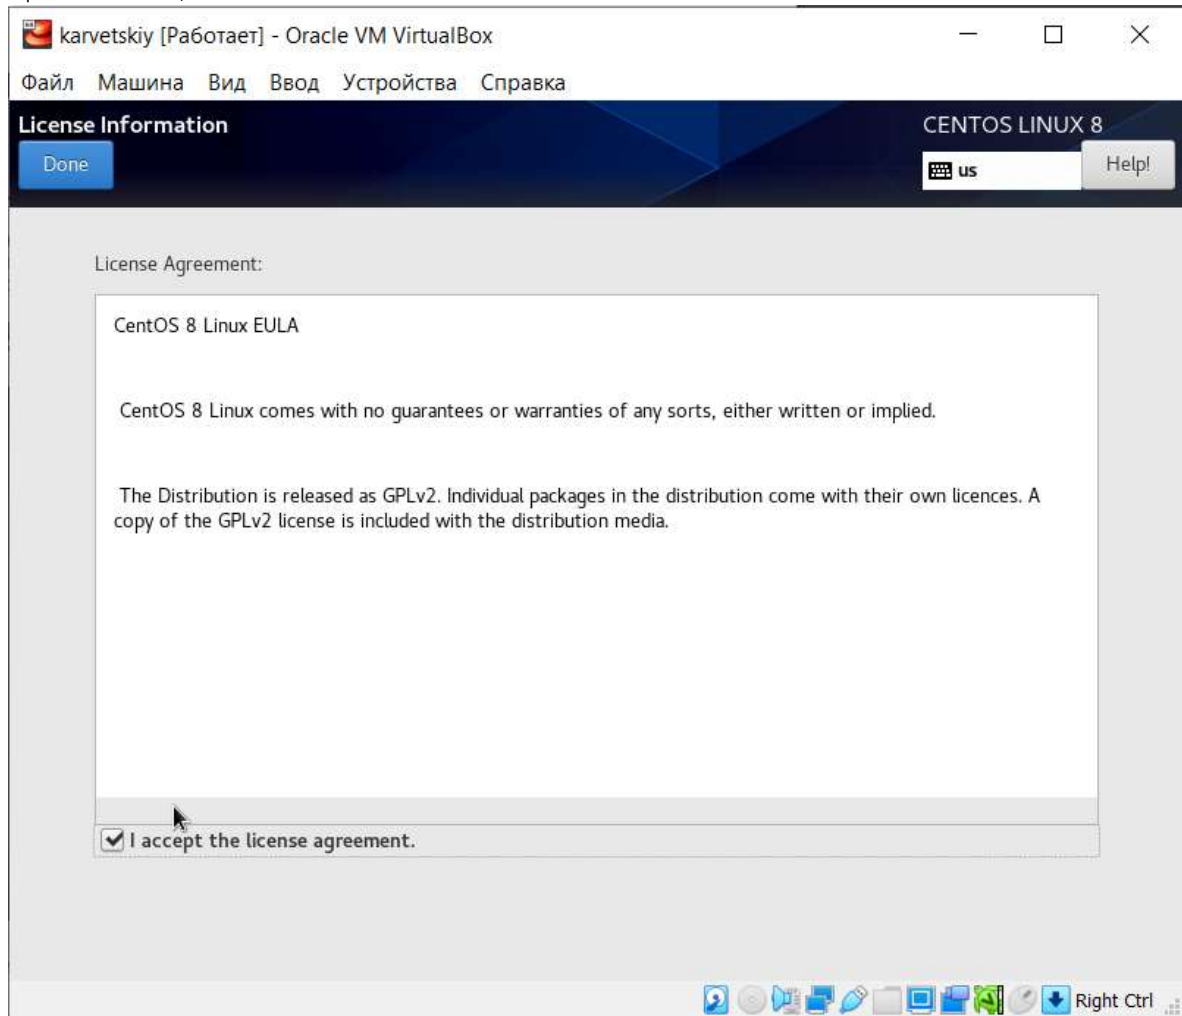 karvetskiy [Работает] - Oracle VM VirtualBox
Файл Машина Вид Ввод Устройства Справка
License Information
CENTOS LINUX 8
Done
us
Help!
License Agreement:
CentOS 8 Linux EULA
CentOS 8 Linux comes with no guarantees or warranties of any sorts, either written or implied.
The Distribution is released as GPLv2. Individual packages in the distribution come with their own licences. A
copy of the GPLv2 license is included with the distribution media.
I accept the license agreement.
Right Ctrl